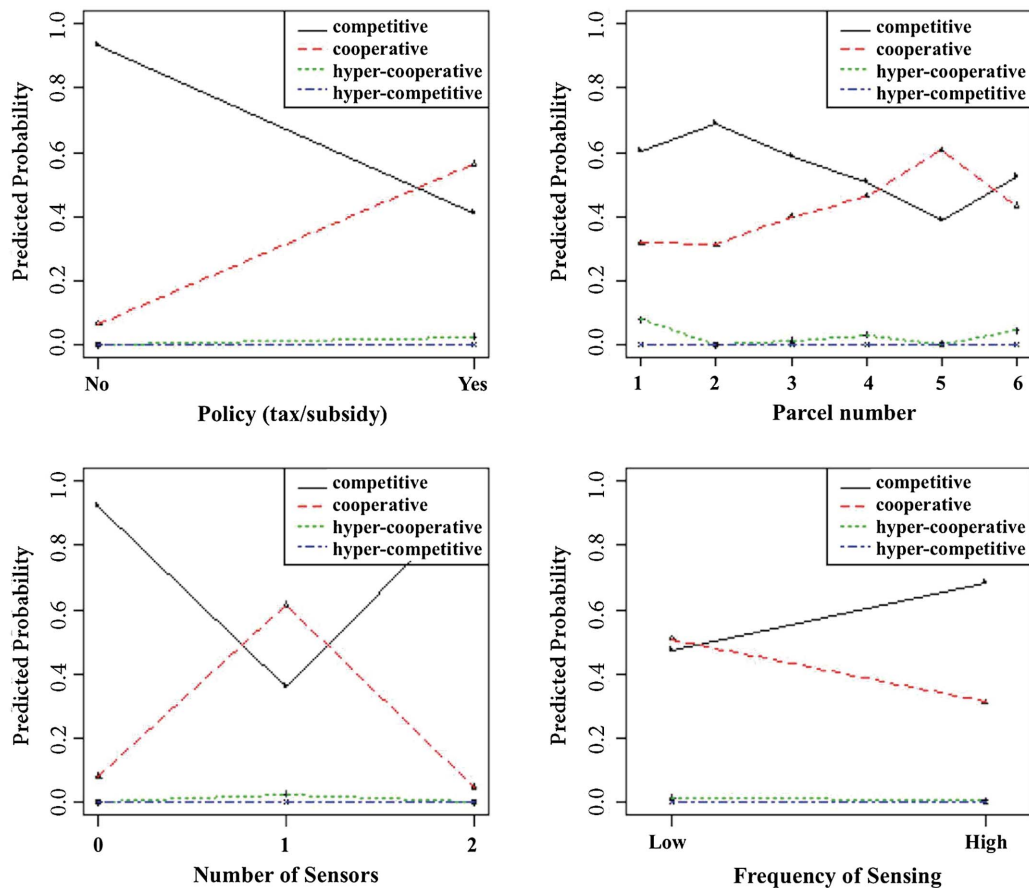 competitive
cooperative
hyper-cooperative
hyper-competitive
Predicted Probability
0.0 0.2 0.4 0.6 0.8 1.0
No Yes
Policy (tax/subsidy)
competitive
cooperative
hyper-cooperative
hyper-competitive
Predicted Probability
0.0 0.2 0.4 0.6 0.8 1.0
1 2 3 4 5 6
Parcel number
competitive
cooperative
hyper-cooperative
hyper-competitive
Predicted Probability
0.0 0.2 0.4 0.6 0.8 1.0
0 1 2
Number of Sensors
competitive
cooperative
hyper-cooperative
hyper-competitive
Predicted Probability
0.0 0.2 0.4 0.6 0.8 1.0
Low High
Frequency of Sensing